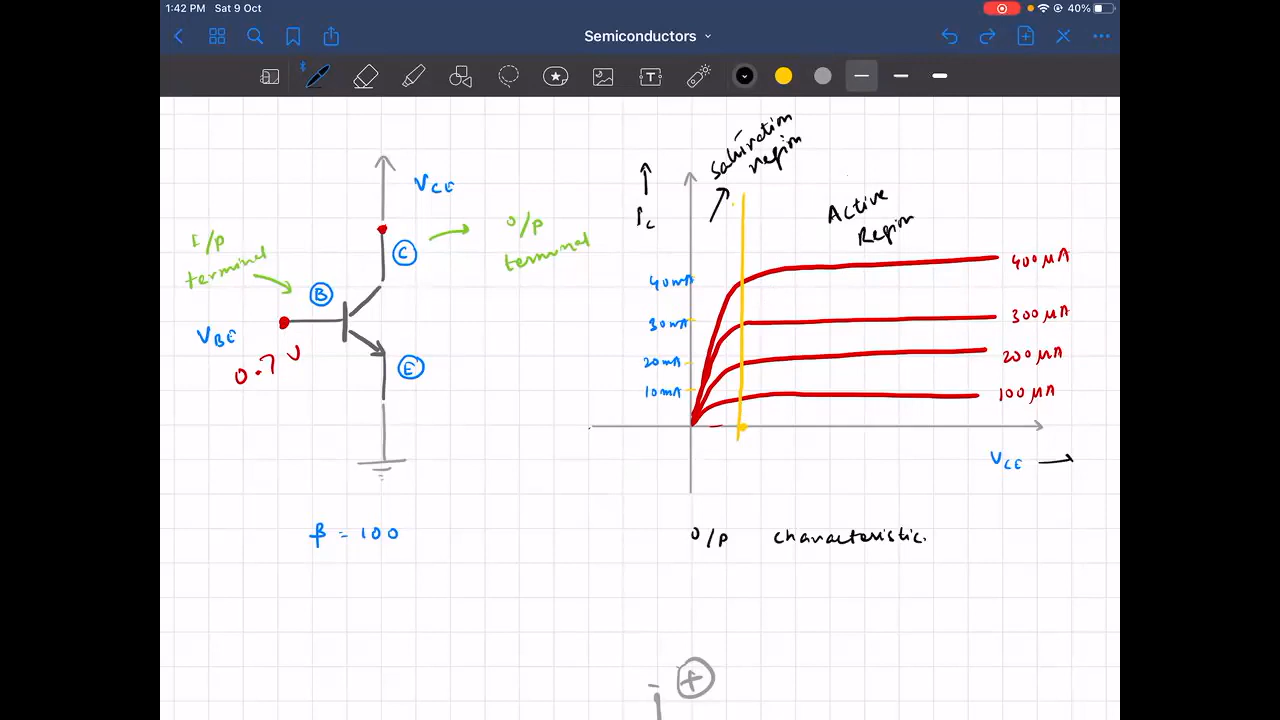 1:42 PM Sat 9 Oct
40%
Semiconductors
T
VCE
I/P
terminal
O/P
terminal
C
B
VBE
0.7 V
E
β = 100
Saturation
region
Active
Region
IC
40mA
30mA
20mA
10mA
400 μA
300 μA
200 μA
100 μA
VCE
O/P characteristic.
+